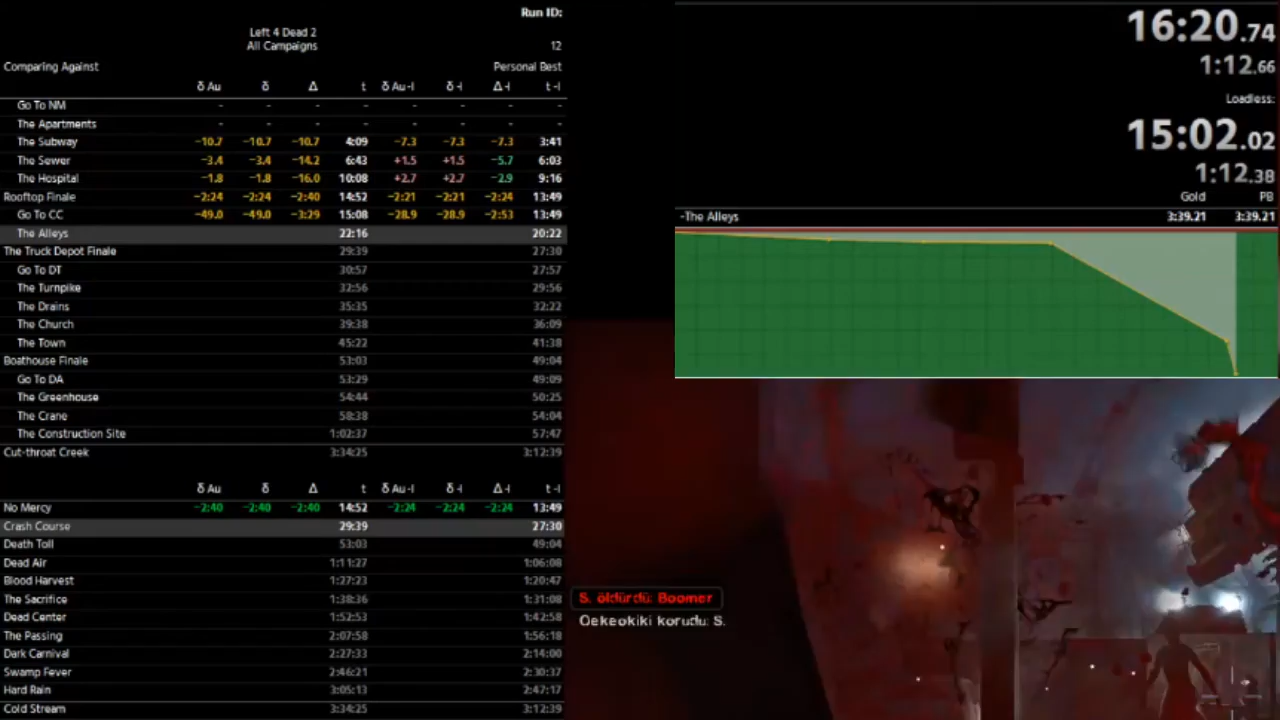 Run ID:
Left 4 Dead 2
All Campaigns 12
Comparing Against Personal Best
δ Au δ Δ t δ Au -l δ -l Δ -l t -l
Go To NM - - - - - - - -
The Apartments - - - - - - - -
The Subway −10.7 −10.7 −10.7 4:09 −7.3 −7.3 −7.3 3:41
The Sewer −3.4 −3.4 −14.2 6:43 +1.5 +1.5 −5.7 6:03
The Hospital −1.8 −1.8 −16.0 10:08 +2.7 +2.7 −2.9 9:16
Rooftop Finale −2:24 −2:24 −2:40 14:52 −2:21 −2:21 −2:24 13:49
Go To CC −49.0 −49.0 −3:29 15:08 −28.9 −28.9 −2:53 13:49
The Alleys 22:16 20:22
The Truck Depot Finale 29:39 27:30
Go To DT 30:57 27:57
The Turnpike 32:56 29:56
The Drains 35:35 32:22
The Church 39:38 36:09
The Town 45:22 41:38
Boathouse Finale 53:03 49:04
Go To DA 53:29 49:09
The Greenhouse 54:44 50:25
The Crane 58:38 54:04
The Construction Site 1:02:37 57:47
Cut-throat Creek 3:34:25 3:12:39
δ Au δ Δ t δ Au -l δ -l Δ -l t -l
No Mercy −2:40 −2:40 −2:40 14:52 −2:24 −2:24 −2:24 13:49
Crash Course 29:39 27:30
Death Toll 53:03 49:04
Dead Air 1:11:27 1:06:08
Blood Harvest 1:27:23 1:20:47
The Sacrifice 1:38:36 1:31:08
Dead Center 1:52:53 1:42:58
The Passing 2:07:58 1:56:18
Dark Carnival 2:27:33 2:14:00
Swamp Fever 2:46:21 2:30:37
Hard Rain 3:05:13 2:47:17
Cold Stream 3:34:25 3:12:39
16:20.74
1:12.66
Loadless:
15:02.02
1:12.38
Gold PB
-The Alleys 3:39.21 3:39.21
S. öldürdü: Boomer
Oekeokiki korudu: S.